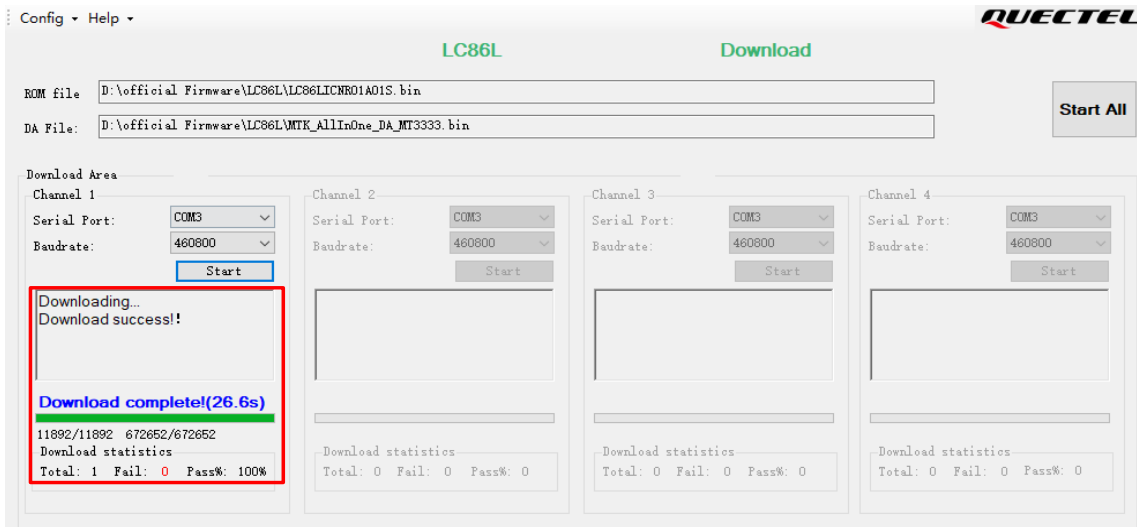 Config Help
QUECTEL
LC86L Download
ROM file D:\official Firmware\LC86L\LC86LICNR01A01S.bin
Start All
DA File: D:\official Firmware\LC86L\MTK_AllInOne_DA_MT3333.bin
Download Area
Channel 1
Serial Port: COM3
Baudrate: 460800
Start
Downloading...
Download success!!
Download complete!(26.6s)
11892/11892 672652/672652
Download statistics
Total: 1 Fail: 0 Pass%: 100%
Channel 2
Serial Port: COM3
Baudrate: 460800
Start
Download statistics
Total: 0 Fail: 0 Pass%: 0
Channel 3
Serial Port: COM3
Baudrate: 460800
Start
Download statistics
Total: 0 Fail: 0 Pass%: 0
Channel 4
Serial Port: COM3
Baudrate: 460800
Start
Download statistics
Total: 0 Fail: 0 Pass%: 0